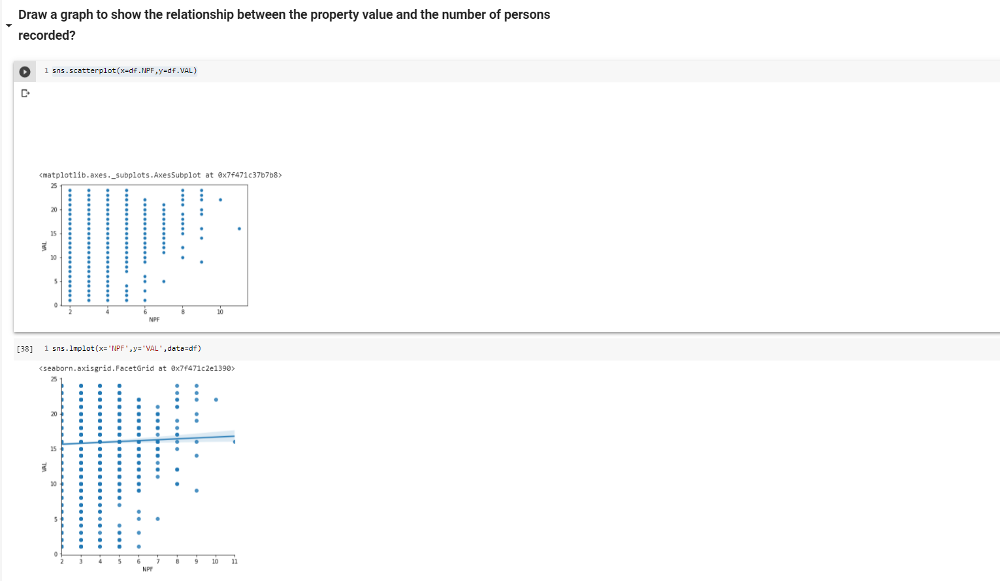 Draw a graph to show the relationship between the property value and the number of persons
recorded?
1 sns.scatterplot(x=df.NPF,y=df.VAL)
<matplotlib.axes._subplots.AxesSubplot at 0x7f471c37b7b8>
25
20
15
10
5
0
VAL
2 4 6 8 10
NPF
[38] 1 sns.lmplot(x='NPF',y='VAL',data=df)
<seaborn.axisgrid.FacetGrid at 0x7f471c2e1390>
25
20
15
10
5
0
VAL
2 3 4 5 6 7 8 9 10 11
NPF